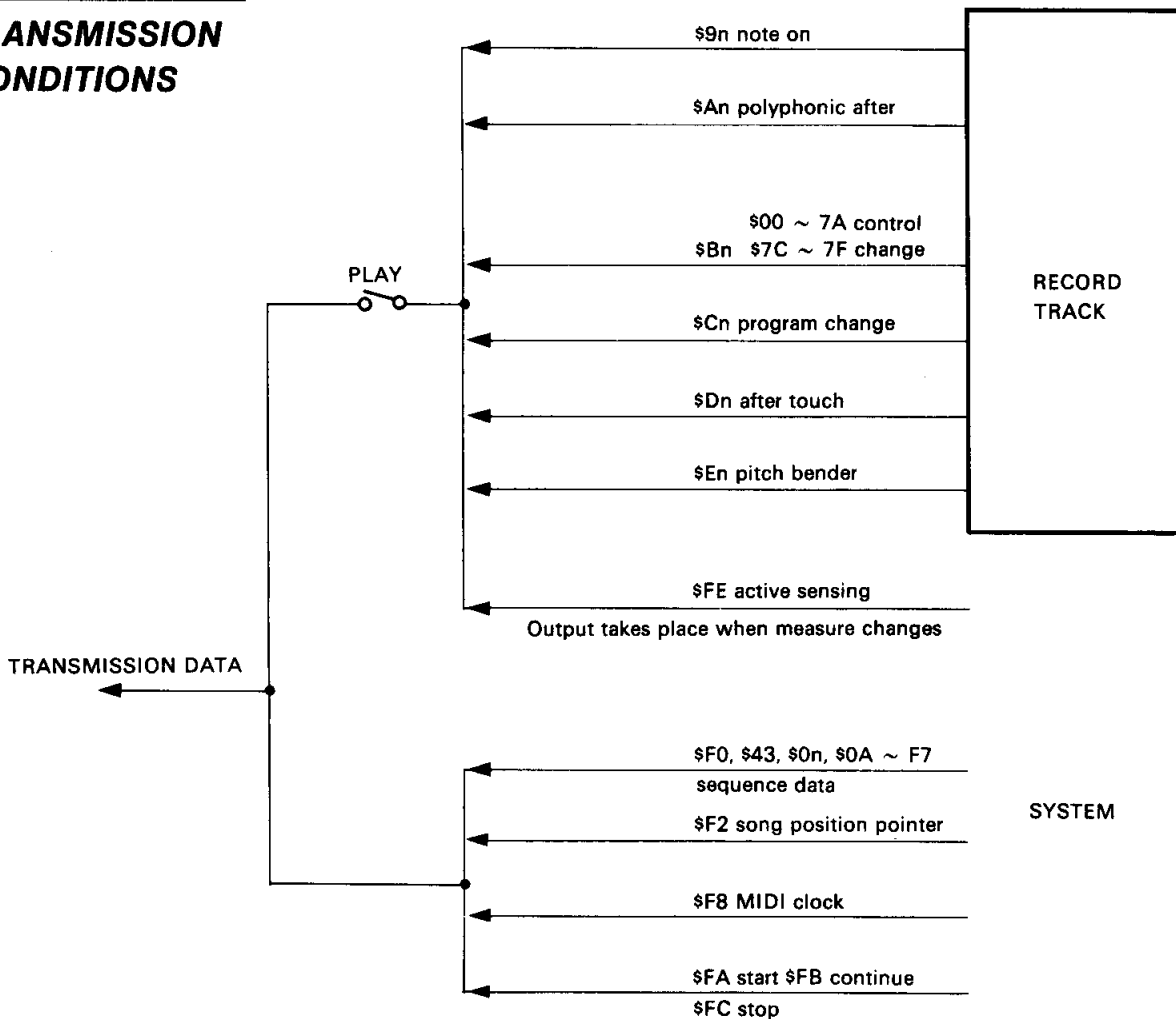 ANSMISSION
ONDITIONS
$9n note on
$An polyphonic after
$00 ~ 7A control
$Bn $7C ~ 7F change
PLAY
RECORD
TRACK
$Cn program change
$Dn after touch
$En pitch bender
$FE active sensing
Output takes place when measure changes
TRANSMISSION DATA
$F0, $43, $0n, $0A ~ F7
sequence data
SYSTEM
$F2 song position pointer
$F8 MIDI clock
$FA start $FB continue
$FC stop